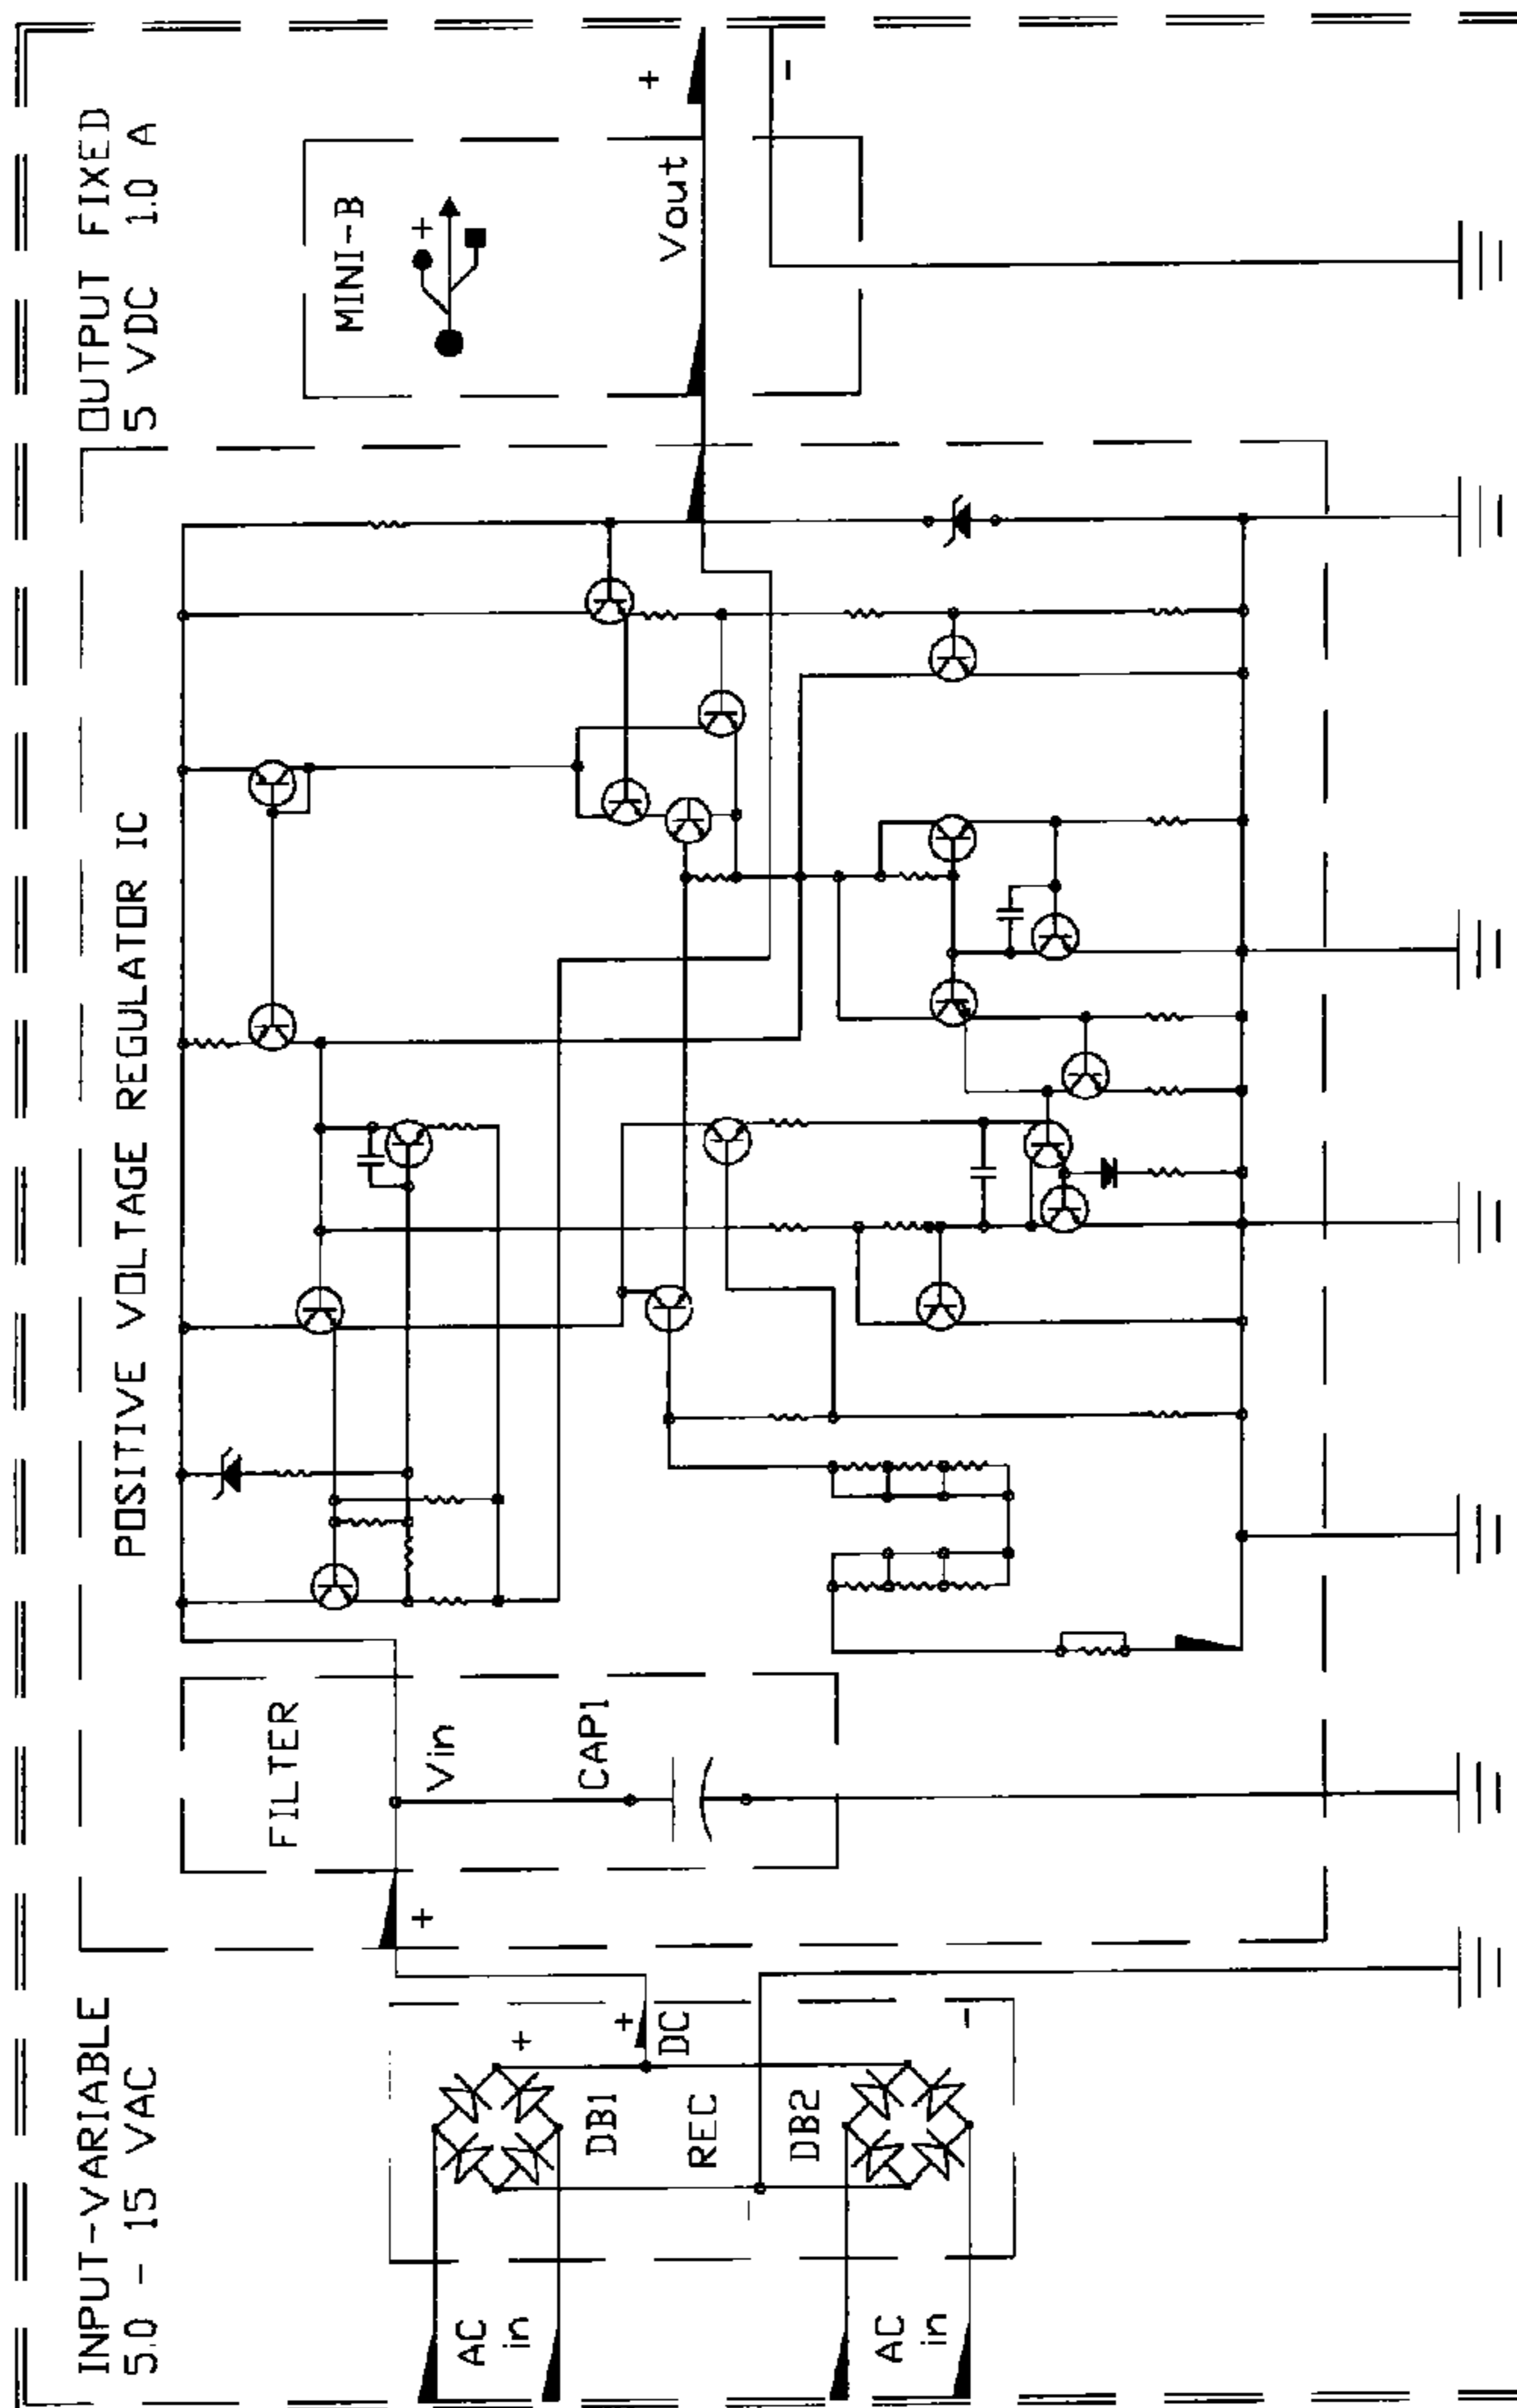 INPUT-VARIABLE
5.0 - 15 VAC
POSITIVE VOLTAGE REGULATOR IC
OUTPUT FIXED
5 VDC 1.0 A
AC
in
AC
in
+
DB1
REC
DB2
-
-
+
DC
+
FILTER
Vin
CAP1
MINI-B
+
Vout
+
-